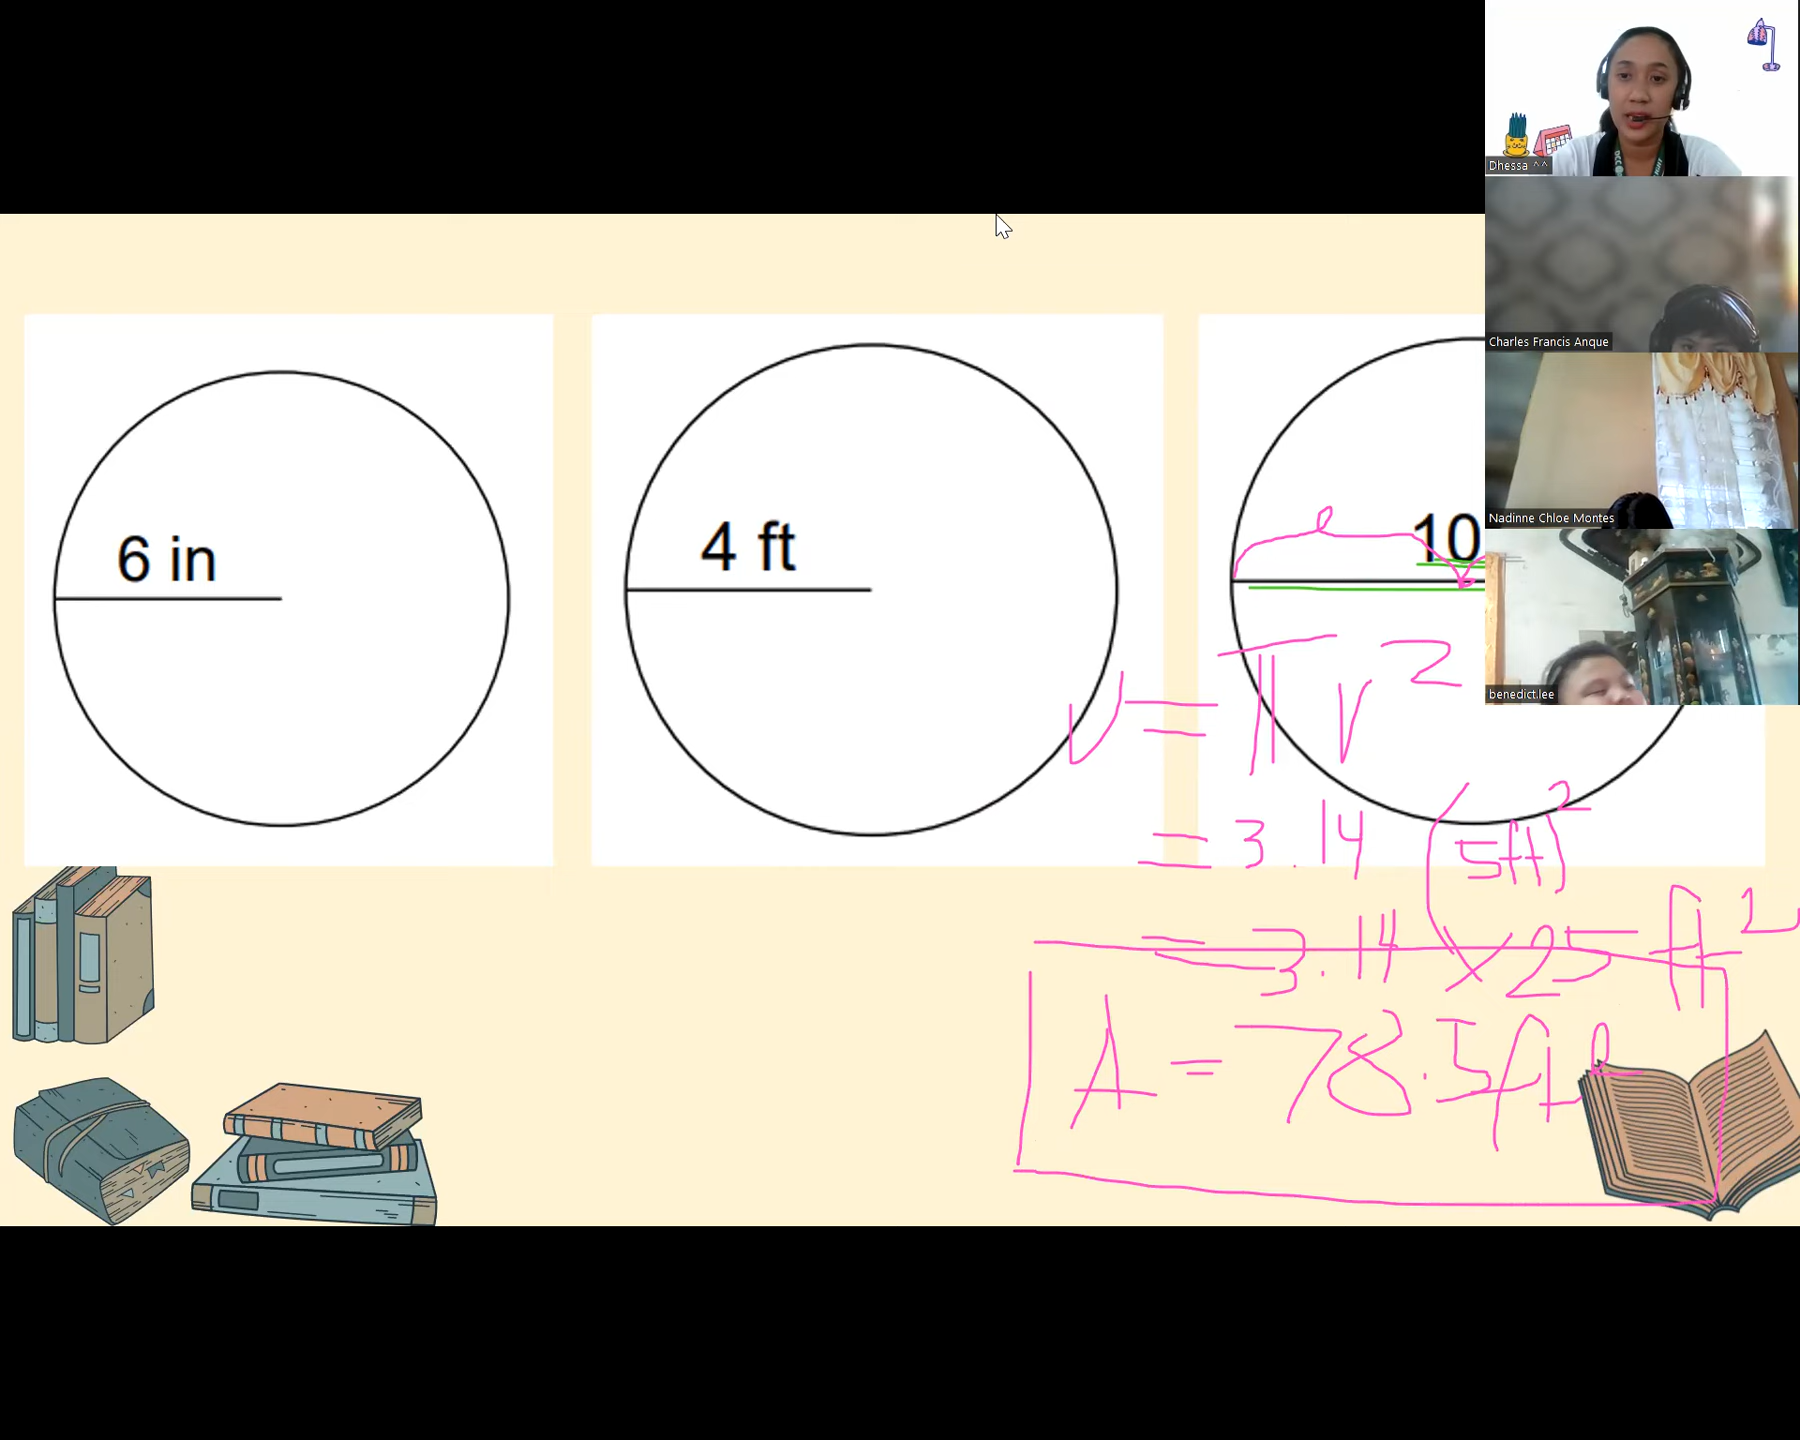 6 in
4 ft
10
r
V = π r²
= 3.14 (5ft)²
= 3.14 × 25 ft²
A = 78.5ft²
Dhessa ^^
Charles Francis Anque
Nadinne Chloe Montes
benedict.lee